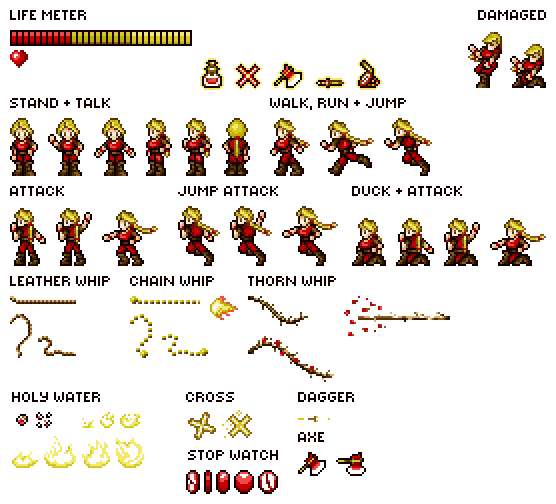 LIFE METER
DAMAGED
STAND + TALK
WALK, RUN + JUMP
ATTACK
JUMP ATTACK
DUCK + ATTACK
LEATHER WHIP
CHAIN WHIP
THORN WHIP
HOLY WATER
CROSS
DAGGER
AXE
STOP WATCH